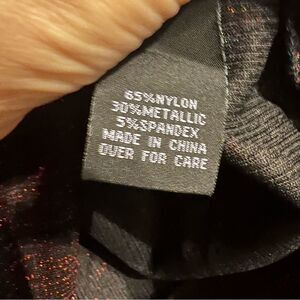 65%NYLON
30%METALLIC
5%SPANDEX
MADE IN CHINA
OVER FOR CARE